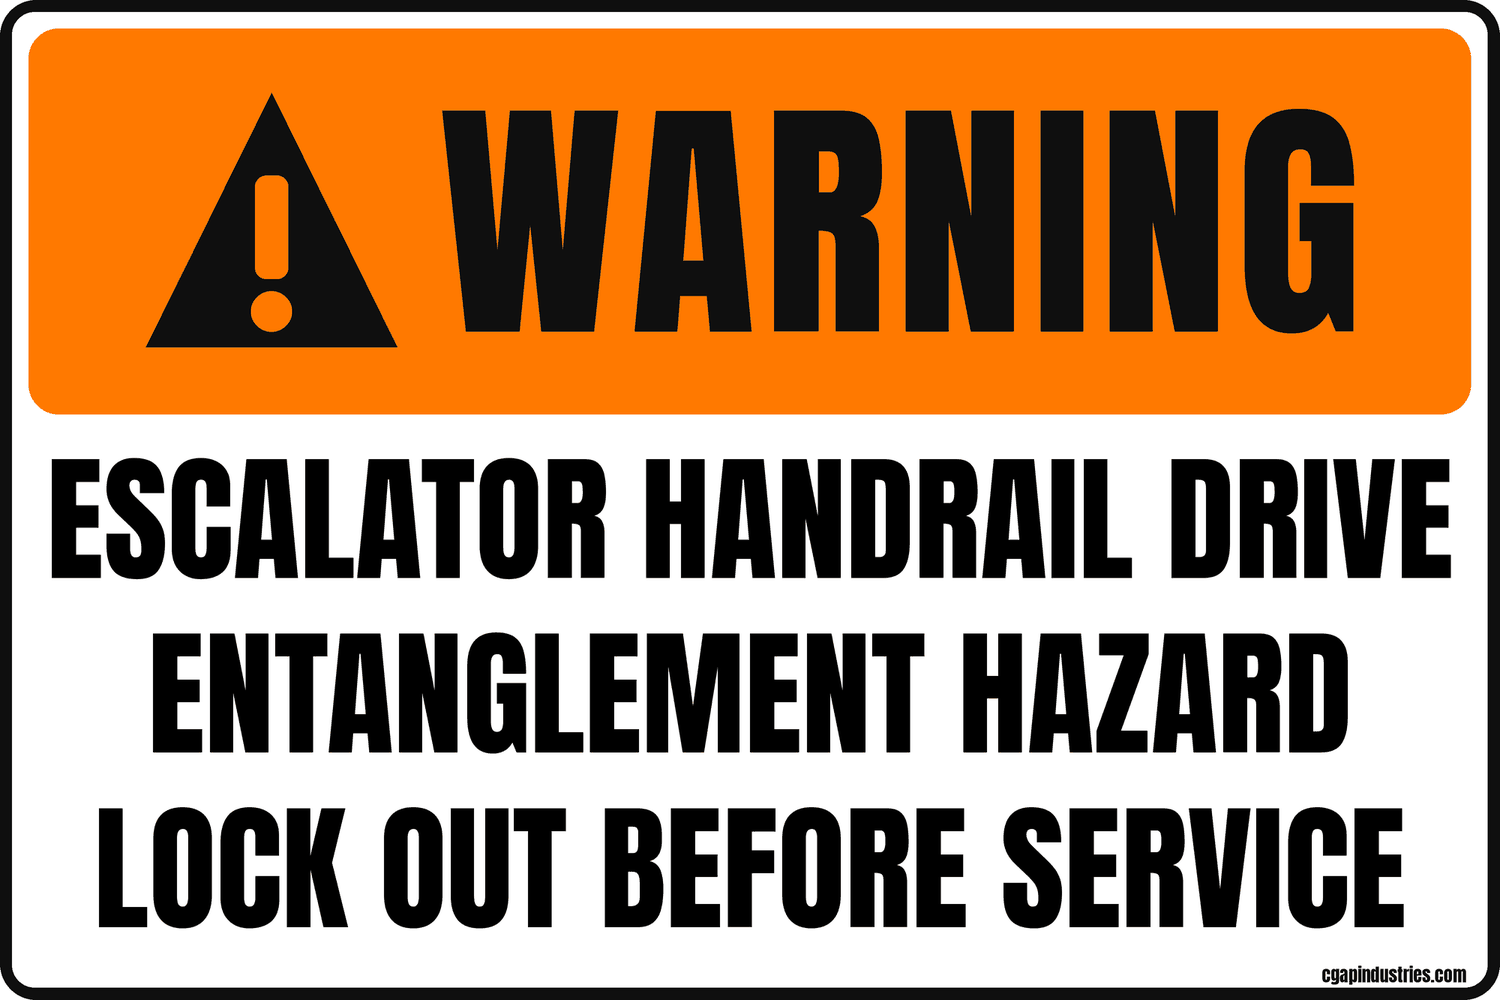 WARNING
ESCALATOR HANDRAIL DRIVE
ENTANGLEMENT HAZARD
LOCK OUT BEFORE SERVICE
cgapindustries.com